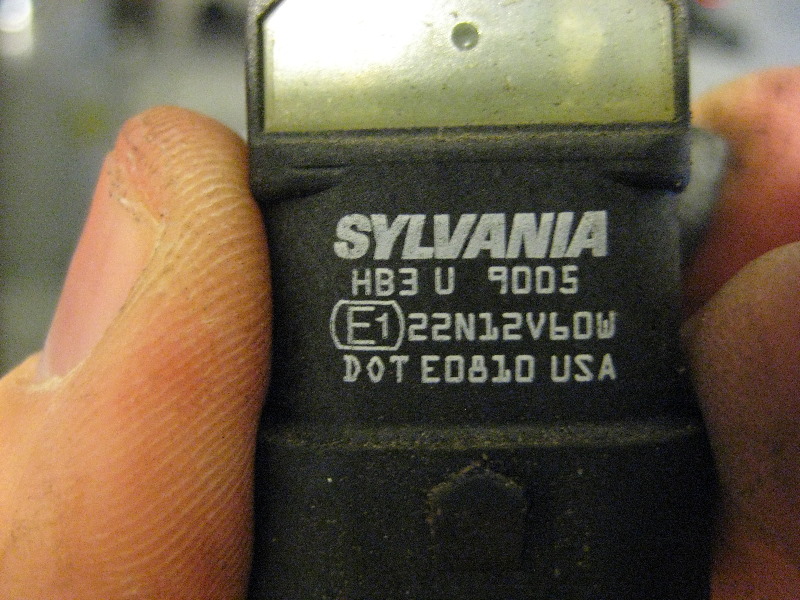 SYLVANIA
HB3 U 9005
E1 22N12V60W
DOT E0810 USA